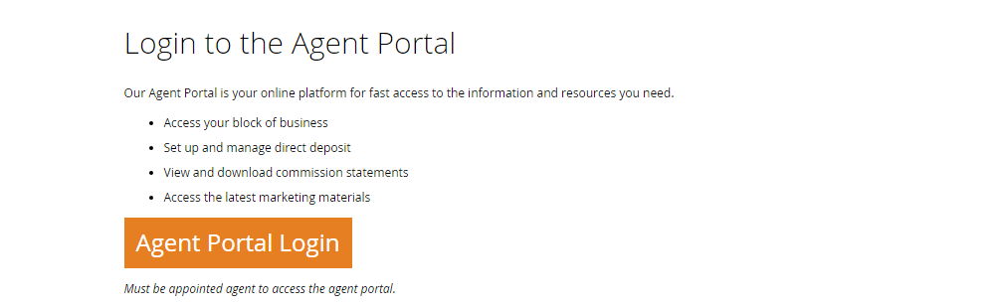 Login to the Agent Portal
Our Agent Portal is your online platform for fast access to the information and resources you need.
• Access your block of business
• Set up and manage direct deposit
• View and download commission statements
• Access the latest marketing materials
Agent Portal Login
Must be appointed agent to access the agent portal.